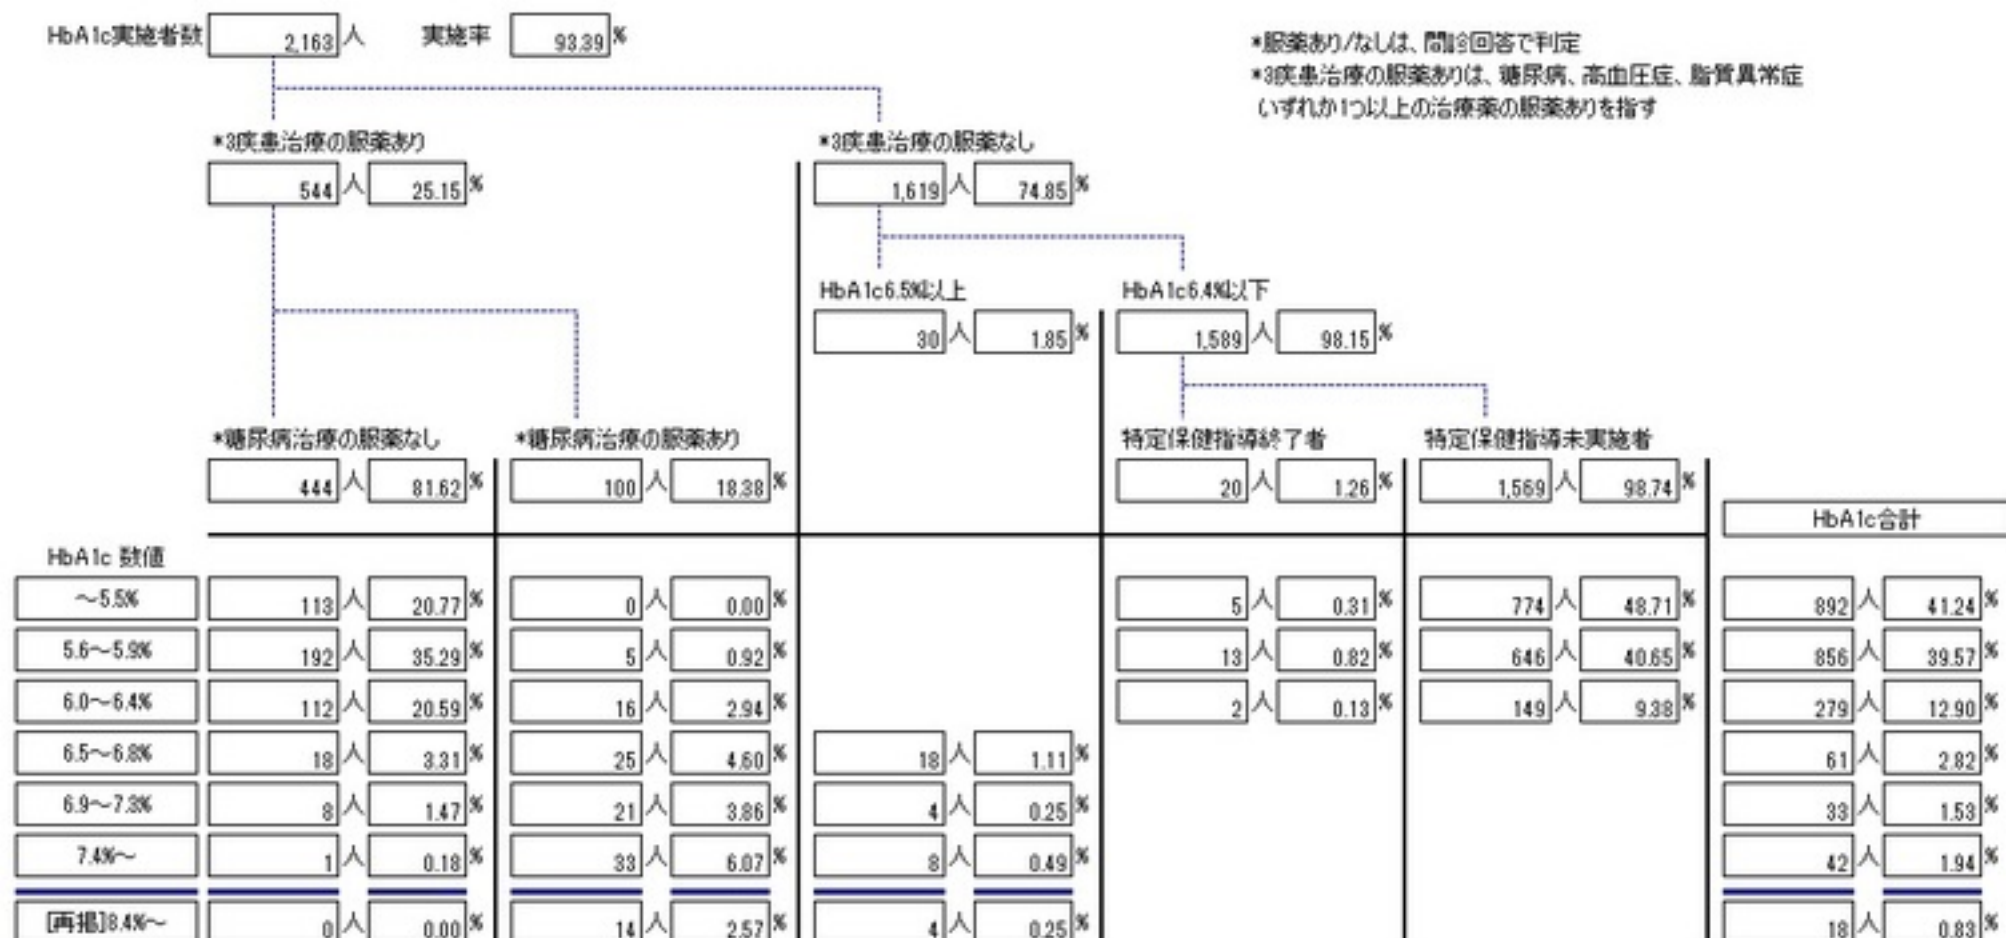 HbA1c実施者数 2,163 人 実施率 93.39 %
*服薬あり/なしは、問診回答で判定
*3疾患治療の服薬ありは、糖尿病、高血圧症、脂質異常症
いずれか1つ以上の治療薬の服薬ありを指す
*3疾患治療の服薬あり *3疾患治療の服薬なし
544 人 25.15 % 1,619 人 74.85 %
HbA1c6.5%以上 HbA1c6.4%以下
30 人 1.85 % 1,589 人 98.15 %
*糖尿病治療の服薬なし *糖尿病治療の服薬あり 特定保健指導終了者 特定保健指導未実施者
444 人 81.62 % 100 人 18.38 % 20 人 1.26 % 1,569 人 98.74 %
HbA1c合計
HbA1c 数値
～5.5% 113 人 20.77 % 0 人 0.00 % 5 人 0.31 % 774 人 48.71 % 892 人 41.24 %
5.6～5.9% 192 人 35.29 % 5 人 0.92 % 13 人 0.82 % 646 人 40.65 % 856 人 39.57 %
6.0～6.4% 112 人 20.59 % 16 人 2.94 % 2 人 0.13 % 149 人 9.38 % 279 人 12.90 %
6.5～6.8% 18 人 3.31 % 25 人 4.60 % 18 人 1.11 % 61 人 2.82 %
6.9～7.3% 8 人 1.47 % 21 人 3.86 % 4 人 0.25 % 33 人 1.53 %
7.4%～ 1 人 0.18 % 33 人 6.07 % 8 人 0.49 % 42 人 1.94 %
[再掲]8.4%～ 0 人 0.00 % 14 人 2.57 % 4 人 0.25 % 18 人 0.83 %